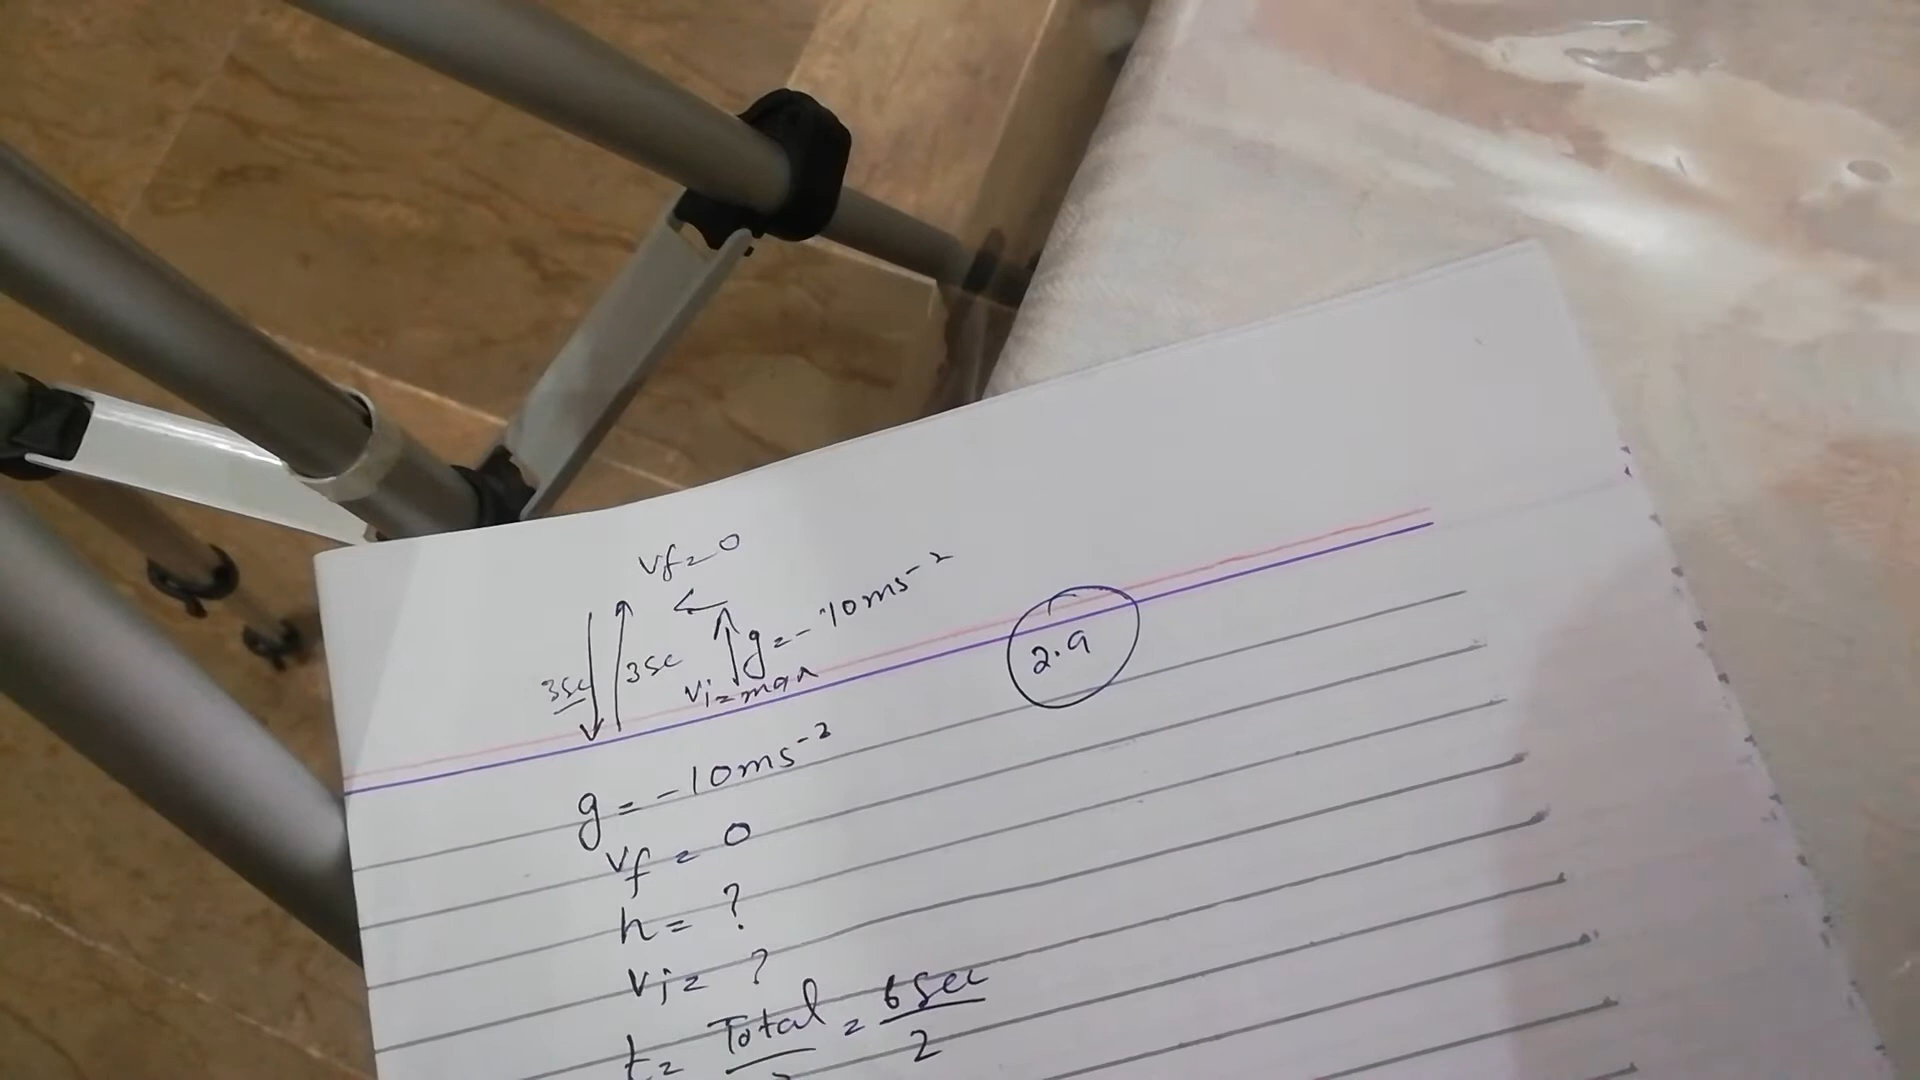 vf = 0
g = -10ms⁻²
3sec
3sec
vi = max
2.9
g = -10ms⁻²
vf = 0
h = ?
vi = ?
t = Total = 6sec
2